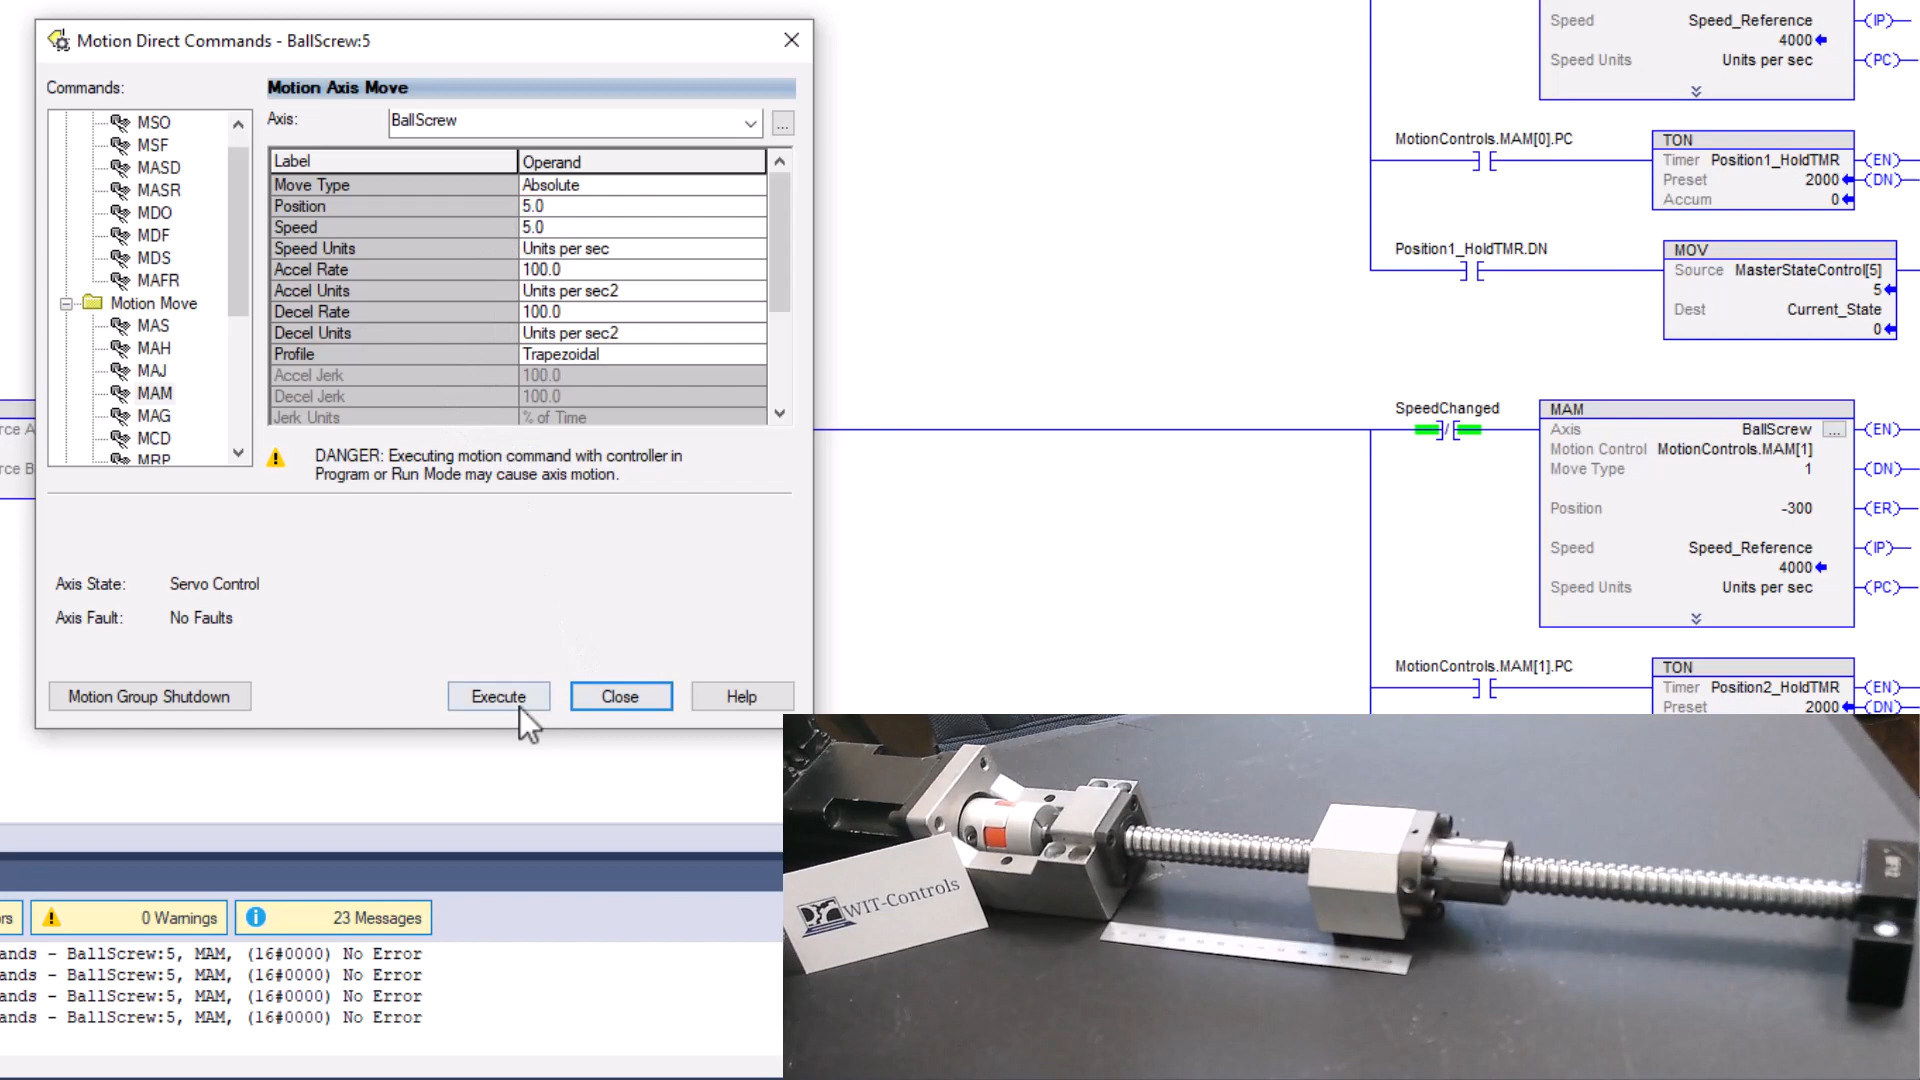 Motion Direct Commands - BallScrew:5
Commands:
MSO
MSF
MASD
MASR
MDO
MDF
MDS
MAFR
Motion Move
MAS
MAH
MAJ
MAM
MAG
MCD
MRP
Motion Axis Move
Axis: BallScrew ...
Label Operand
Move Type Absolute
Position 5.0
Speed 5.0
Speed Units Units per sec
Accel Rate 100.0
Accel Units Units per sec2
Decel Rate 100.0
Decel Units Units per sec2
Profile Trapezoidal
Accel Jerk 100.0
Decel Jerk 100.0
Jerk Units % of Time
DANGER: Executing motion command with controller in
Program or Run Mode may cause axis motion.
Axis State: Servo Control
Axis Fault: No Faults
Motion Group Shutdown Execute Close Help
rce A
rce B
Speed Speed_Reference (IP)
4000
Speed Units Units per sec (PC)
MotionControls.MAM[0].PC
TON
Timer Position1_HoldTMR (EN)
Preset 2000 (DN)
Accum 0
Position1_HoldTMR.DN
MOV
Source MasterStateControl[5]
5
Dest Current_State
0
SpeedChanged
MAM
Axis BallScrew ... (EN)
Motion Control MotionControls.MAM[1]
Move Type 1 (DN)
Position -300 (ER)
Speed Speed_Reference (IP)
4000
Speed Units Units per sec (PC)
MotionControls.MAM[1].PC
TON
Timer Position2_HoldTMR (EN)
Preset 2000 (DN)
rs 0 Warnings 23 Messages
ands - BallScrew:5, MAM, (16#0000) No Error
ands - BallScrew:5, MAM, (16#0000) No Error
ands - BallScrew:5, MAM, (16#0000) No Error
ands - BallScrew:5, MAM, (16#0000) No Error
WIT-Controls